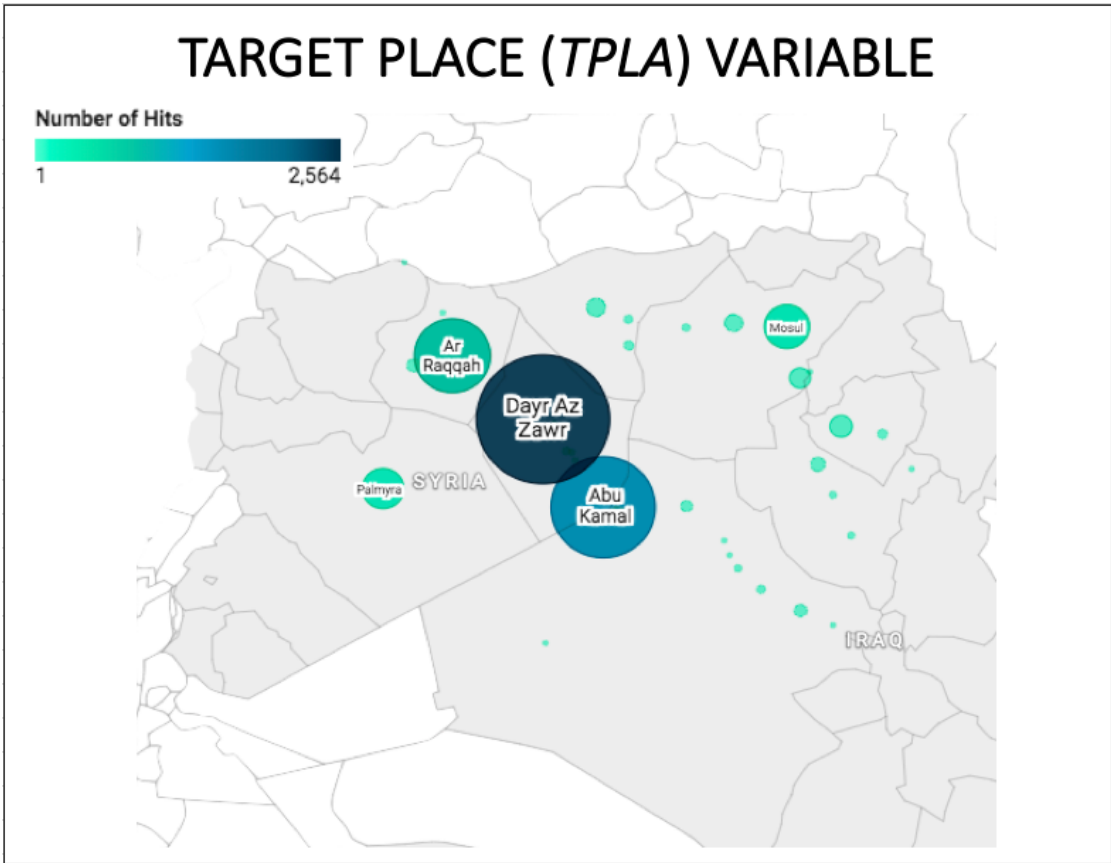 TARGET PLACE (TPLA) VARIABLE
Number of Hits
1 2,564
Mosul
Ar
Raqqah
Dayr Az
Zawr
Palmyra
SYRIA
Abu
Kamal
IRAQ